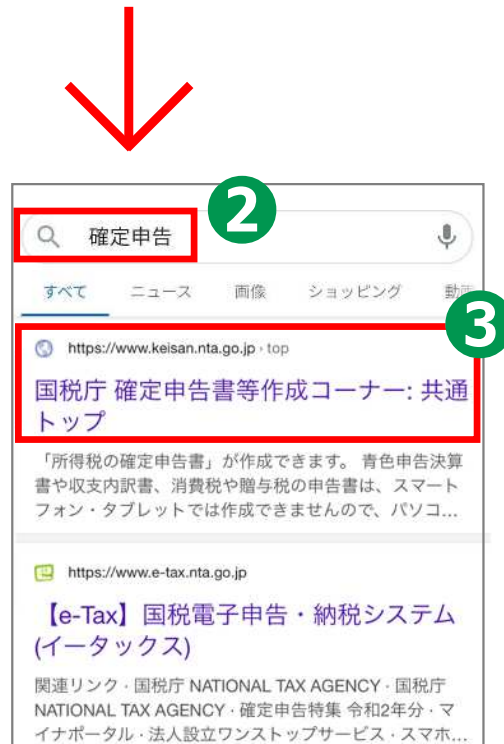 2
確定申告
すべて ニュース 画像 ショッピング
3
https://www.keisan.nta.go.jp › top
国税庁 確定申告書等作成コーナー: 共通
トップ
「所得税の確定申告書」が作成できます。 青色申告決算
書や収支内訳書、消費税や贈与税の申告書は、スマート
フォン・タブレットでは作成できませんので、パソコ...
https://www.e-tax.nta.go.jp
【e-Tax】国税電子申告・納税システム
(イータックス)
関連リンク · 国税庁 NATIONAL TAX AGENCY · 国税庁
NATIONAL TAX AGENCY · 確定申告特集 令和2年分 · マ
イナポータル · 法人設立ワンストップサービス · スマホ...